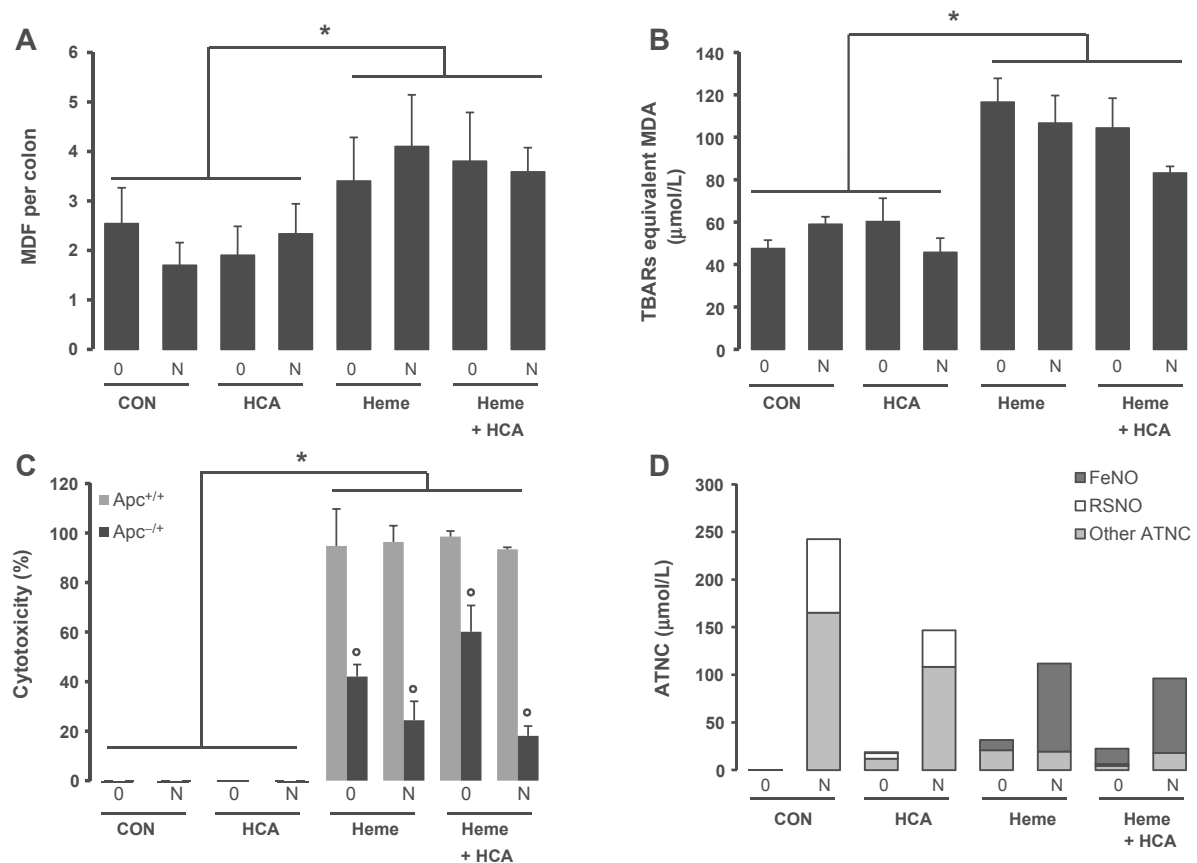 A
*
MDF per colon
6
5
4
3
2
1
0
0 N 0 N 0 N 0 N
CON HCA Heme Heme
+ HCA
B
*
TBARs equivalent MDA
(μmol/L)
140
120
100
80
60
40
20
0
0 N 0 N 0 N 0 N
CON HCA Heme Heme
+ HCA
C
*
Cytotoxicity (%)
120
100
80
60
40
20
0
Apc+/+
Apc−/+
0 N 0 N 0 N 0 N
CON HCA Heme Heme
+ HCA
D
ATNC (μmol/L)
300
250
200
150
100
50
0
FeNO
RSNO
Other ATNC
0 N 0 N 0 N 0 N
CON HCA Heme Heme
+ HCA